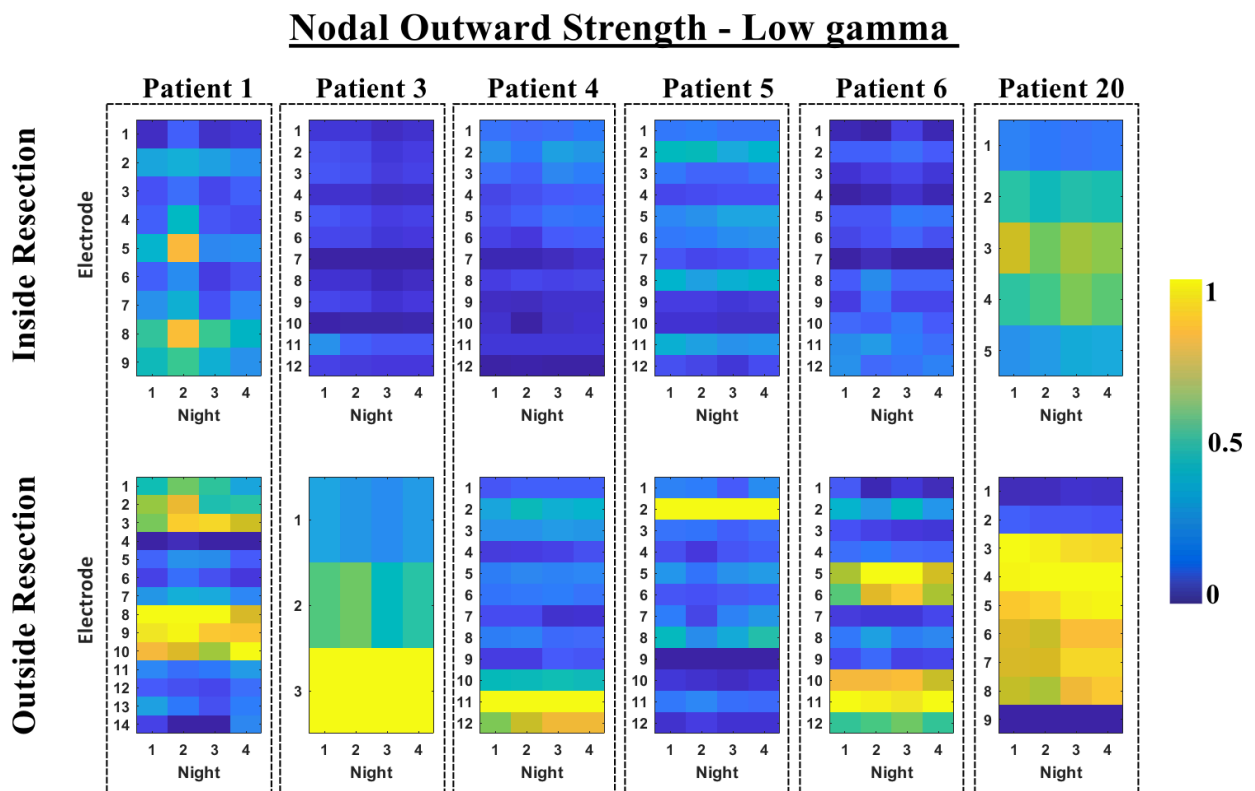 Nodal Outward Strength - Low gamma
Patient 1 Patient 3 Patient 4 Patient 5 Patient 6 Patient 20
Inside Resection
Electrode
1 2 3 4 5 6 7 8 9
1 2 3 4 5 6 7 8 9 10 11 12
1 2 3 4 5 6 7 8 9 10 11 12
1 2 3 4 5 6 7 8 9 10 11 12
1 2 3 4 5 6 7 8 9 10 11 12
1 2 3 4 5
1 2 3 4 1 2 3 4 1 2 3 4 1 2 3 4 1 2 3 4 1 2 3 4
Night Night Night Night Night Night
Outside Resection
Electrode
1 2 3 4 5 6 7 8 9 10 11 12 13 14
1 2 3
1 2 3 4 5 6 7 8 9 10 11 12
1 2 3 4 5 6 7 8 9 10 11 12
1 2 3 4 5 6 7 8 9 10 11 12
1 2 3 4 5 6 7 8 9
1 2 3 4 1 2 3 4 1 2 3 4 1 2 3 4 1 2 3 4 1 2 3 4
Night Night Night Night Night Night
1
0.5
0